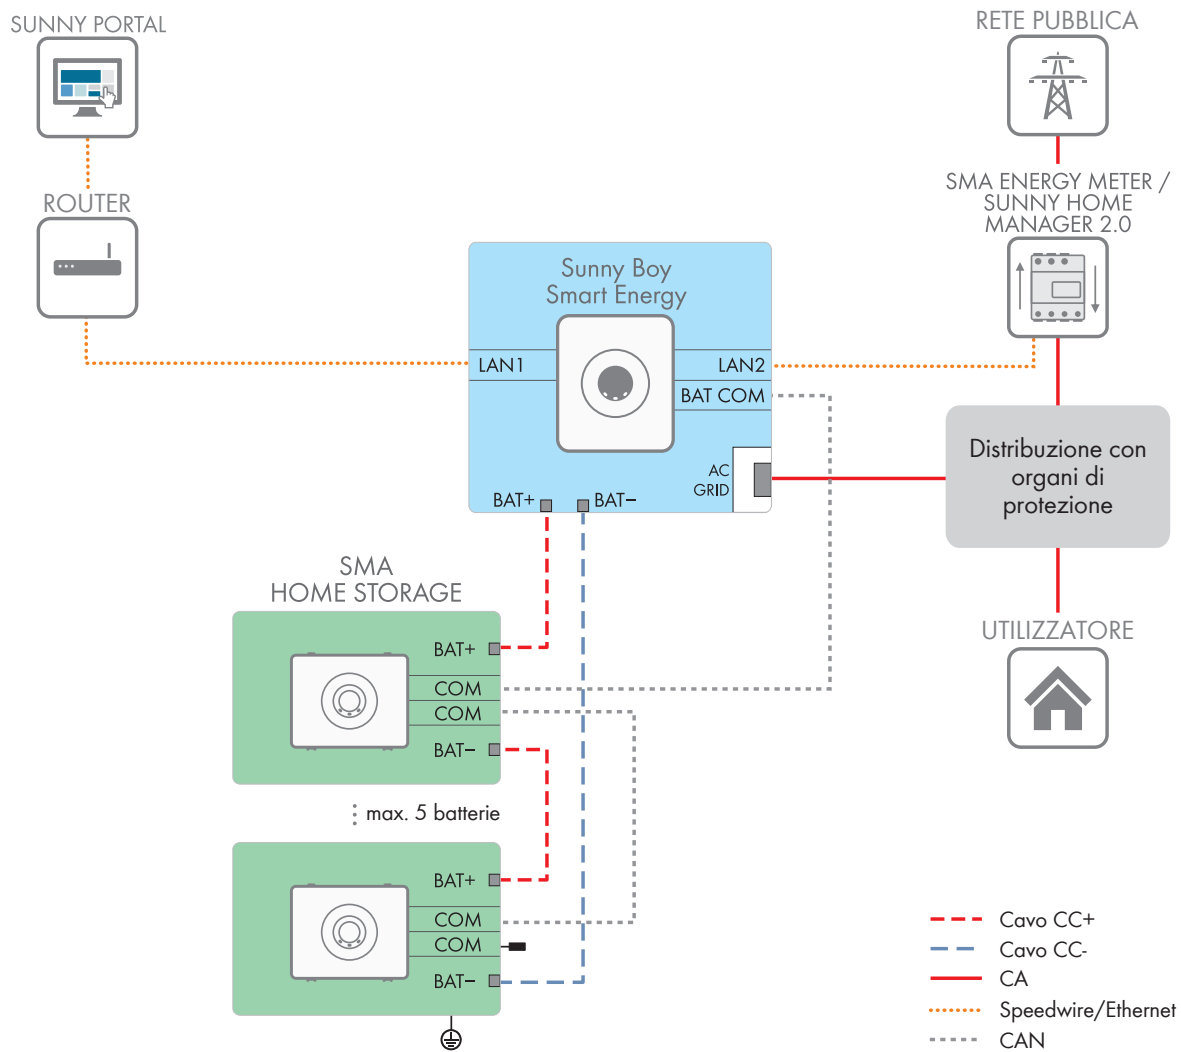 SUNNY PORTAL
RETE PUBBLICA
ROUTER
SMA ENERGY METER /
SUNNY HOME
MANAGER 2.0
Sunny Boy
Smart Energy
LAN1
LAN2
BAT COM
AC
GRID
BAT+
BAT–
Distribuzione con
organi di
protezione
SMA
HOME STORAGE
BAT+
COM
COM
BAT–
UTILIZZATORE
max. 5 batterie
BAT+
COM
COM
BAT–
Cavo CC+
Cavo CC-
CA
Speedwire/Ethernet
CAN